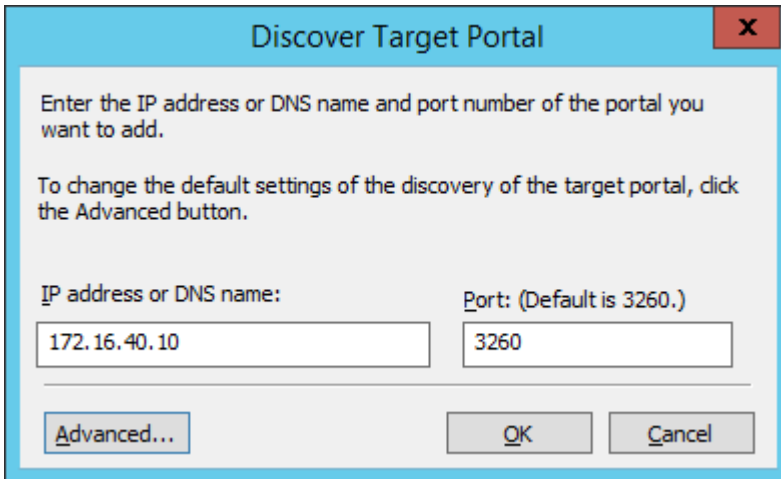 Discover Target Portal
x
Enter the IP address or DNS name and port number of the portal you
want to add.
To change the default settings of the discovery of the target portal, click
the Advanced button.
IP address or DNS name:
Port: (Default is 3260.)
172.16.40.10
3260
Advanced...
OK
Cancel